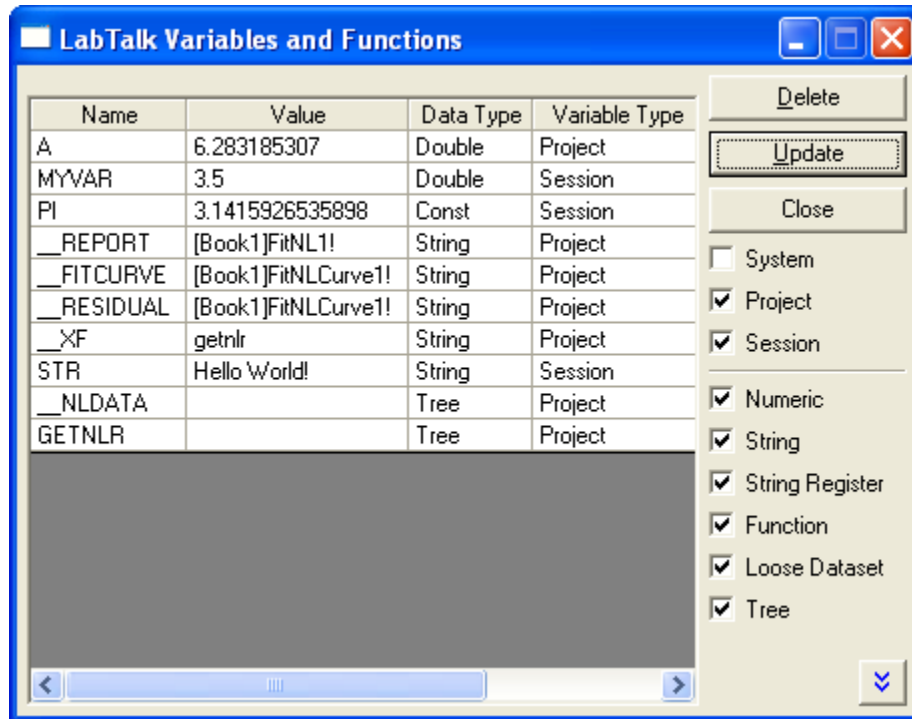 LabTalk Variables and Functions
Name Value Data Type Variable Type
A 6.283185307 Double Project
MYVAR 3.5 Double Session
PI 3.1415926535898 Const Session
__REPORT [Book1]FitNL1! String Project
__FITCURVE [Book1]FitNLCurve1! String Project
__RESIDUAL [Book1]FitNLCurve1! String Project
__XF getnlr String Project
STR Hello World! String Session
__NLDATA Tree Project
GETNLR Tree Project
Delete
Update
Close
System
Project
Session
Numeric
String
String Register
Function
Loose Dataset
Tree